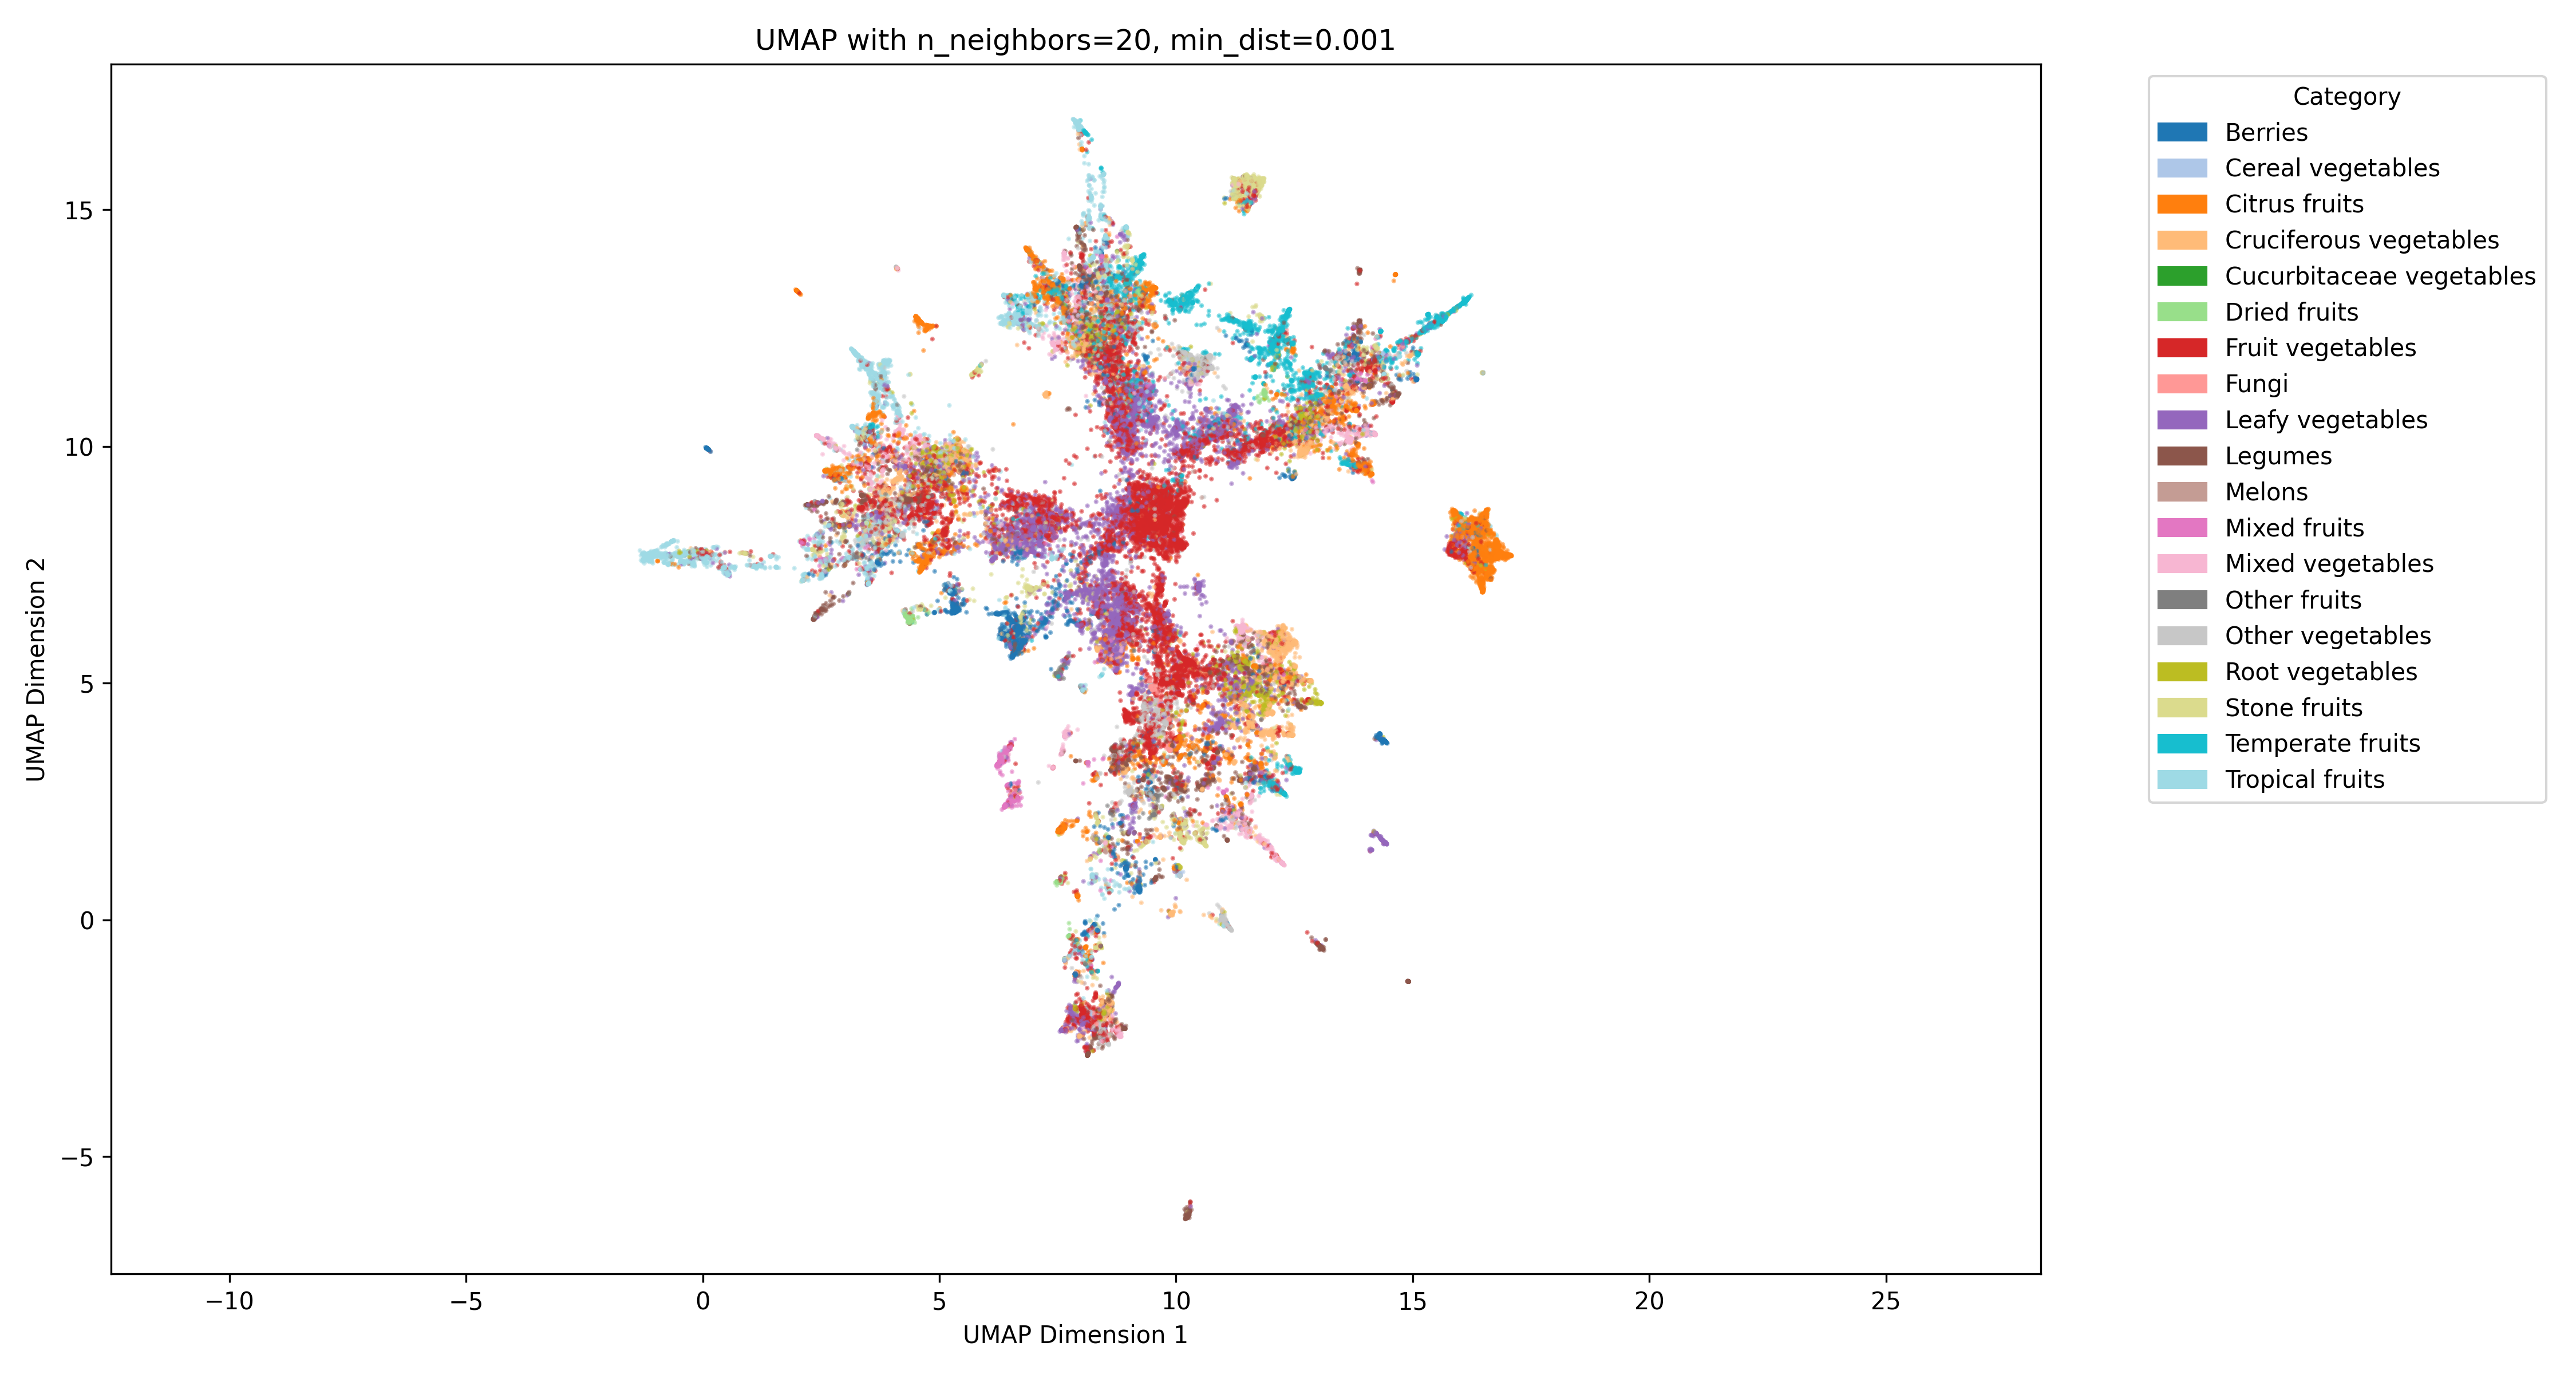 UMAP with n_neighbors=20, min_dist=0.001
UMAP Dimension 2
15
10
5
0
−5
−10
−5
0
5
10
15
20
25
UMAP Dimension 1
Category
Berries
Cereal vegetables
Citrus fruits
Cruciferous vegetables
Cucurbitaceae vegetables
Dried fruits
Fruit vegetables
Fungi
Leafy vegetables
Legumes
Melons
Mixed fruits
Mixed vegetables
Other fruits
Other vegetables
Root vegetables
Stone fruits
Temperate fruits
Tropical fruits